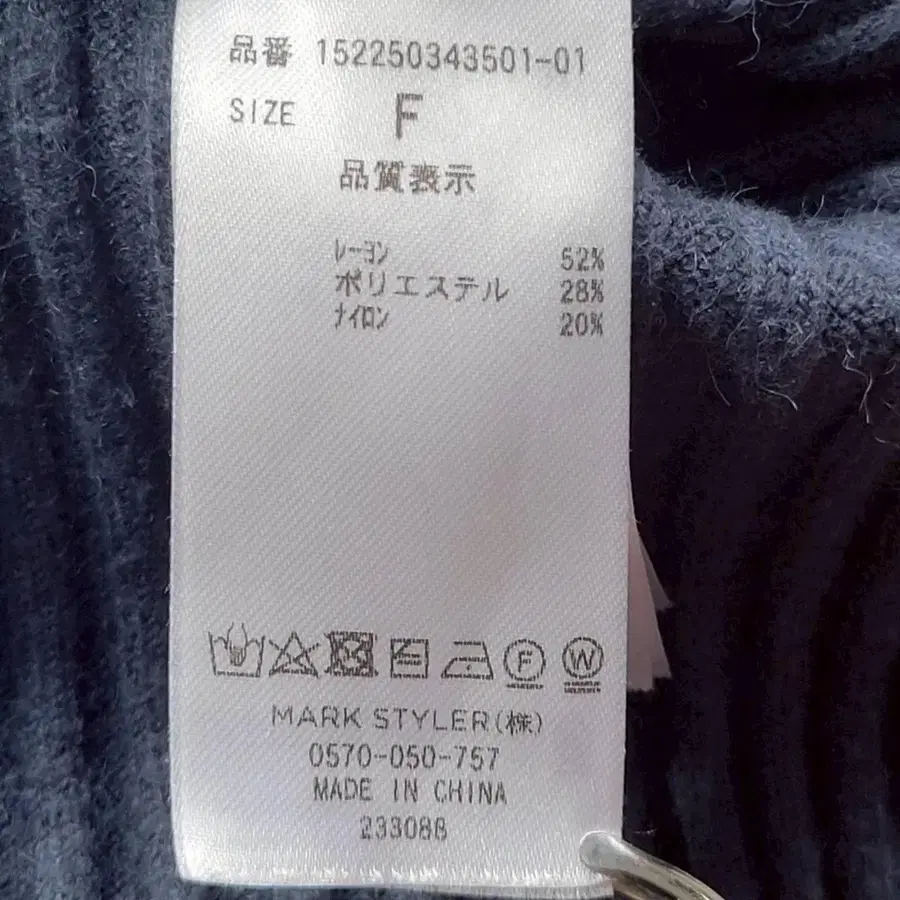 品番 152250343501-01
SIZE F
品質表示
ﾚｰﾖﾝ 52%
ポリエステル 28%
ﾅｲﾛﾝ 20%
F W
MARK STYLER(株)
0570-050-757
MADE IN CHINA
233088